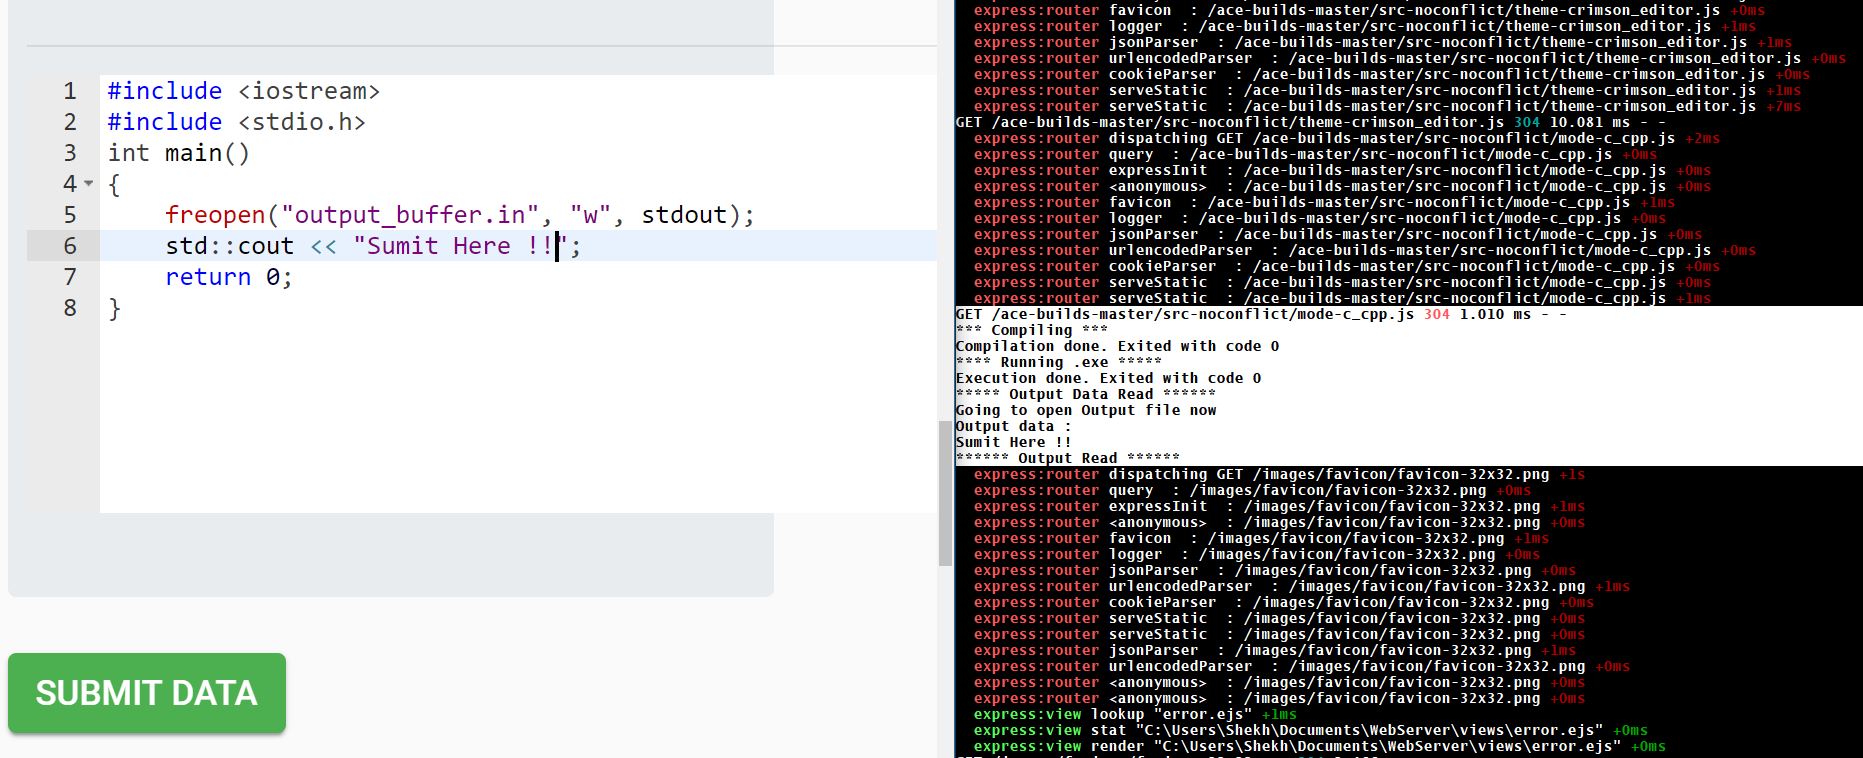 1 #include <iostream>
2 #include <stdio.h>
3 int main()
4 {
5 freopen("output_buffer.in", "w", stdout);
6 std::cout << "Sumit Here !!";
7 return 0;
8 }
SUBMIT DATA
express:router favicon : /ace-builds-master/src-noconflict/theme-crimson_editor.js +0ms
express:router logger : /ace-builds-master/src-noconflict/theme-crimson_editor.js +1ms
express:router jsonParser : /ace-builds-master/src-noconflict/theme-crimson_editor.js +1ms
express:router urlencodedParser : /ace-builds-master/src-noconflict/theme-crimson_editor.js +0ms
express:router cookieParser : /ace-builds-master/src-noconflict/theme-crimson_editor.js +0ms
express:router serveStatic : /ace-builds-master/src-noconflict/theme-crimson_editor.js +1ms
express:router serveStatic : /ace-builds-master/src-noconflict/theme-crimson_editor.js +7ms
GET /ace-builds-master/src-noconflict/theme-crimson_editor.js 304 10.081 ms - -
express:router dispatching GET /ace-builds-master/src-noconflict/mode-c_cpp.js +2ms
express:router query : /ace-builds-master/src-noconflict/mode-c_cpp.js +0ms
express:router expressInit : /ace-builds-master/src-noconflict/mode-c_cpp.js +0ms
express:router <anonymous> : /ace-builds-master/src-noconflict/mode-c_cpp.js +0ms
express:router favicon : /ace-builds-master/src-noconflict/mode-c_cpp.js +1ms
express:router logger : /ace-builds-master/src-noconflict/mode-c_cpp.js +0ms
express:router jsonParser : /ace-builds-master/src-noconflict/mode-c_cpp.js +0ms
express:router urlencodedParser : /ace-builds-master/src-noconflict/mode-c_cpp.js +0ms
express:router cookieParser : /ace-builds-master/src-noconflict/mode-c_cpp.js +0ms
express:router serveStatic : /ace-builds-master/src-noconflict/mode-c_cpp.js +0ms
express:router serveStatic : /ace-builds-master/src-noconflict/mode-c_cpp.js +1ms
GET /ace-builds-master/src-noconflict/mode-c_cpp.js 304 1.010 ms - -
*** Compiling ***
Compilation done. Exited with code 0
**** Running .exe *****
Execution done. Exited with code 0
***** Output Data Read ******
Going to open Output file now
Output data :
Sumit Here !!
****** Output Read ******
express:router dispatching GET /images/favicon/favicon-32x32.png +1s
express:router query : /images/favicon/favicon-32x32.png +0ms
express:router expressInit : /images/favicon/favicon-32x32.png +1ms
express:router <anonymous> : /images/favicon/favicon-32x32.png +0ms
express:router favicon : /images/favicon/favicon-32x32.png +1ms
express:router logger : /images/favicon/favicon-32x32.png +0ms
express:router jsonParser : /images/favicon/favicon-32x32.png +0ms
express:router urlencodedParser : /images/favicon/favicon-32x32.png +1ms
express:router cookieParser : /images/favicon/favicon-32x32.png +0ms
express:router serveStatic : /images/favicon/favicon-32x32.png +0ms
express:router serveStatic : /images/favicon/favicon-32x32.png +0ms
express:router jsonParser : /images/favicon/favicon-32x32.png +1ms
express:router urlencodedParser : /images/favicon/favicon-32x32.png +0ms
express:router <anonymous> : /images/favicon/favicon-32x32.png +0ms
express:router <anonymous> : /images/favicon/favicon-32x32.png +0ms
express:view lookup "error.ejs" +1ms
express:view stat "C:\Users\Shekh\Documents\WebServer\views\error.ejs" +0ms
express:view render "C:\Users\Shekh\Documents\WebServer\views\error.ejs" +0ms